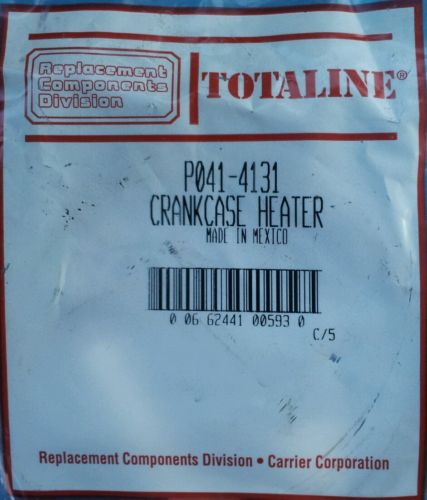 Replacement
Components
Division
TOTALINE®
P041-4131
CRANKCASE HEATER
MADE IN MEXICO
0 06 62441 00593 0
C/5
Replacement Components Division • Carrier Corporation